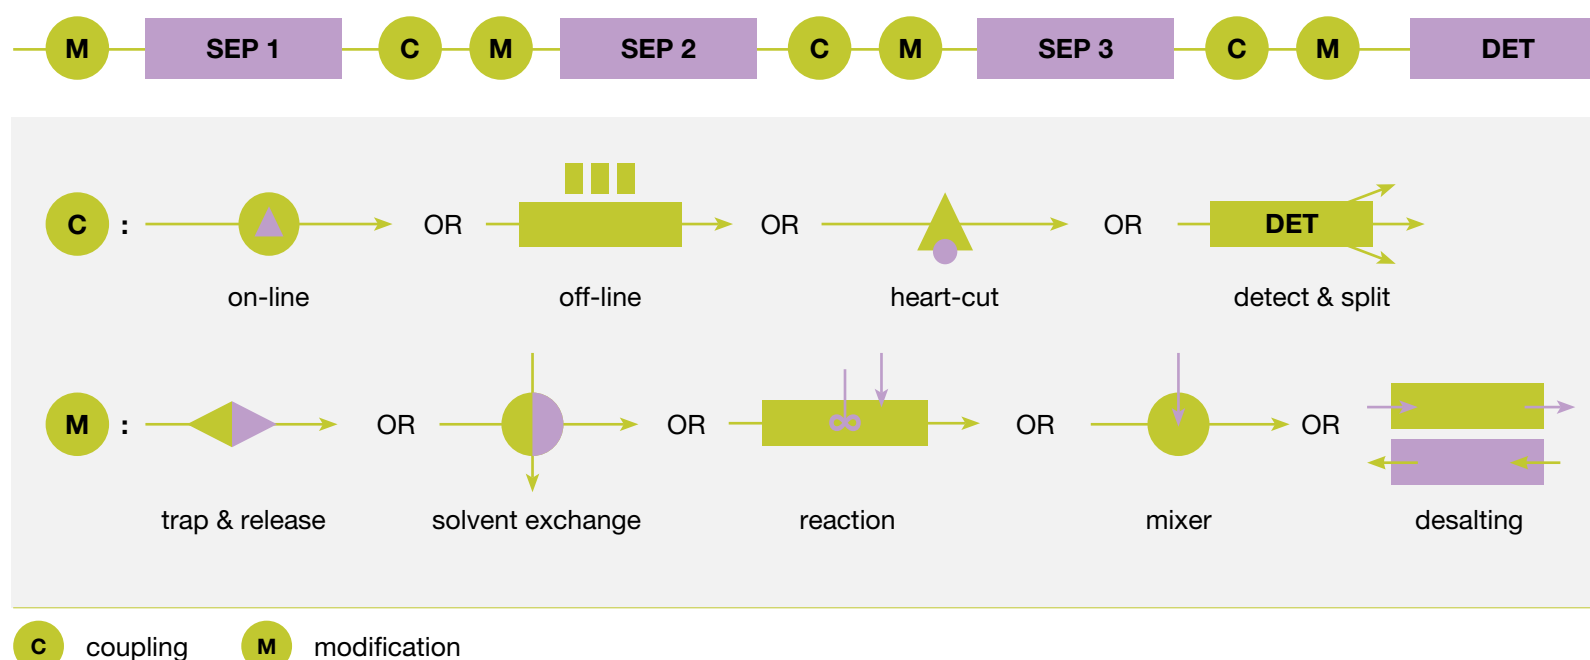 M SEP 1 C M SEP 2 C M SEP 3 C M DET
C : OR OR OR DET
on-line off-line heart-cut detect & split
M : OR OR OR OR
trap & release solvent exchange reaction mixer desalting
C coupling M modification